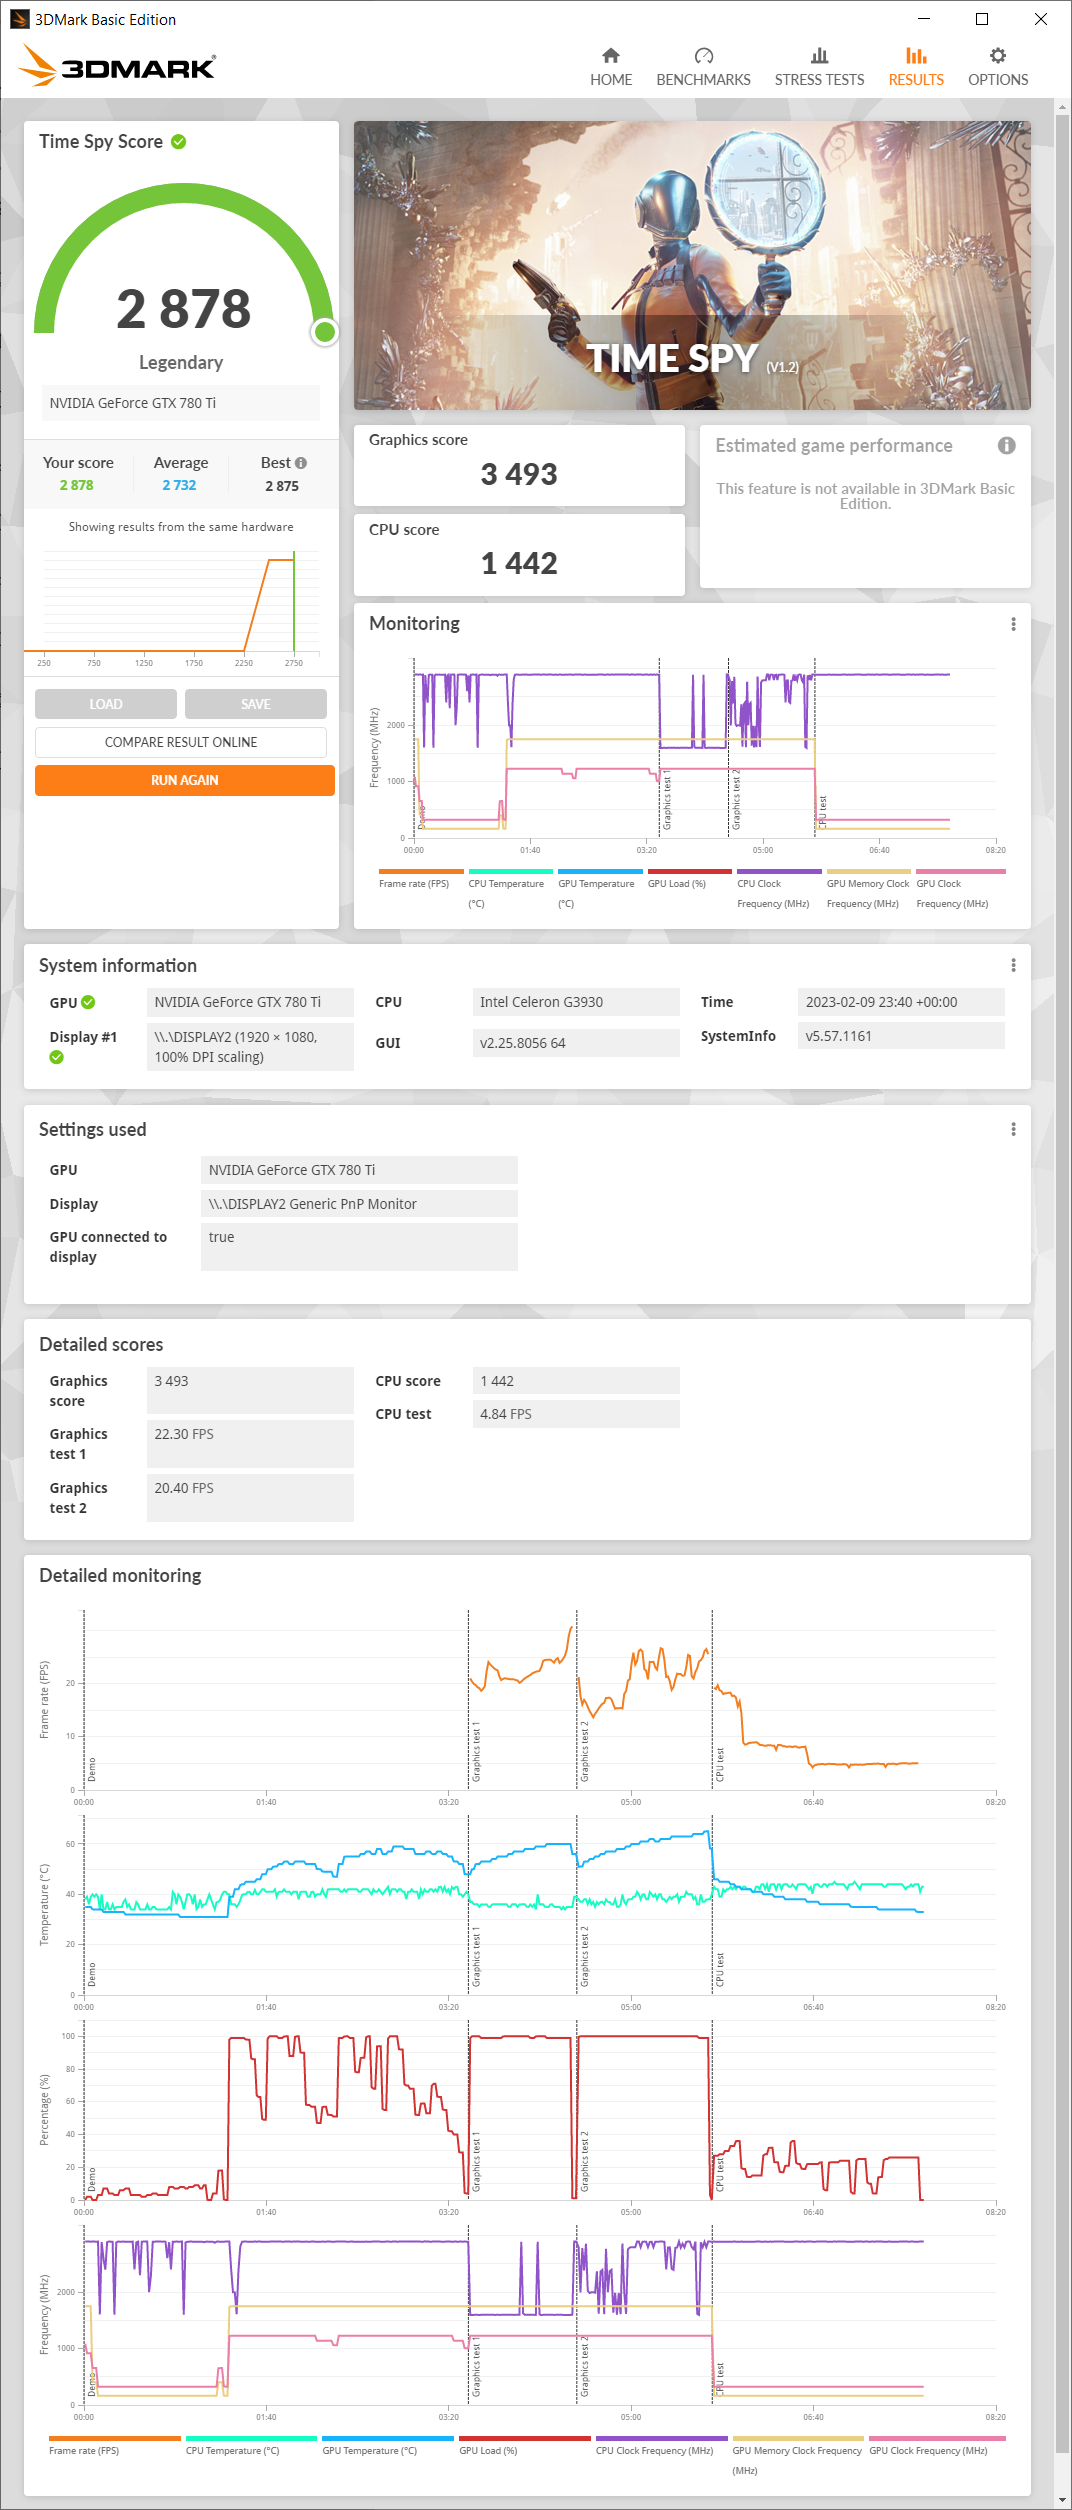 3DMark Basic Edition
3DMARK
HOME
BENCHMARKS
STRESS TESTS
RESULTS
OPTIONS
Time Spy Score
2 878
Legendary
NVIDIA GeForce GTX 780 Ti
Your score
Average
Best
2 878
2 732
2 875
Showing results from the same hardware
250
750
1250
1750
2250
2750
LOAD
SAVE
COMPARE RESULT ONLINE
RUN AGAIN
TIME SPY (V1.2)
Graphics score
3 493
CPU score
1 442
Estimated game performance
This feature is not available in 3DMark Basic
Edition.
Monitoring
Frequency (MHz)
2000
1000
0
Demo
Graphics test 1
Graphics test 2
CPU test
00:00
01:40
03:20
05:00
06:40
08:20
Frame rate (FPS)
CPU Temperature
(°C)
GPU Temperature
(°C)
GPU Load (%)
CPU Clock
Frequency (MHz)
GPU Memory Clock
Frequency (MHz)
GPU Clock
Frequency (MHz)
System information
GPU
NVIDIA GeForce GTX 780 Ti
Display #1
\\.\DISPLAY2 (1920 × 1080,
100% DPI scaling)
CPU
Intel Celeron G3930
GUI
v2.25.8056 64
Time
2023-02-09 23:40 +00:00
SystemInfo
v5.57.1161
Settings used
GPU
NVIDIA GeForce GTX 780 Ti
Display
\\.\DISPLAY2 Generic PnP Monitor
GPU connected to
display
true
Detailed scores
Graphics
score
3 493
Graphics
test 1
22.30 FPS
Graphics
test 2
20.40 FPS
CPU score
1 442
CPU test
4.84 FPS
Detailed monitoring
Frame rate (FPS)
20
10
0
Demo
Graphics test 1
Graphics test 2
CPU test
00:00
01:40
03:20
05:00
06:40
08:20
Temperature (°C)
60
40
20
0
Demo
Graphics test 1
Graphics test 2
CPU test
00:00
01:40
03:20
05:00
06:40
08:20
Percentage (%)
100
80
60
40
20
0
Demo
Graphics test 1
Graphics test 2
CPU test
00:00
01:40
03:20
05:00
06:40
08:20
Frequency (MHz)
2000
1000
0
Demo
Graphics test 1
Graphics test 2
CPU test
00:00
01:40
03:20
05:00
06:40
08:20
Frame rate (FPS)
CPU Temperature (°C)
GPU Temperature (°C)
GPU Load (%)
CPU Clock Frequency (MHz)
GPU Memory Clock Frequency
(MHz)
GPU Clock Frequency (MHz)